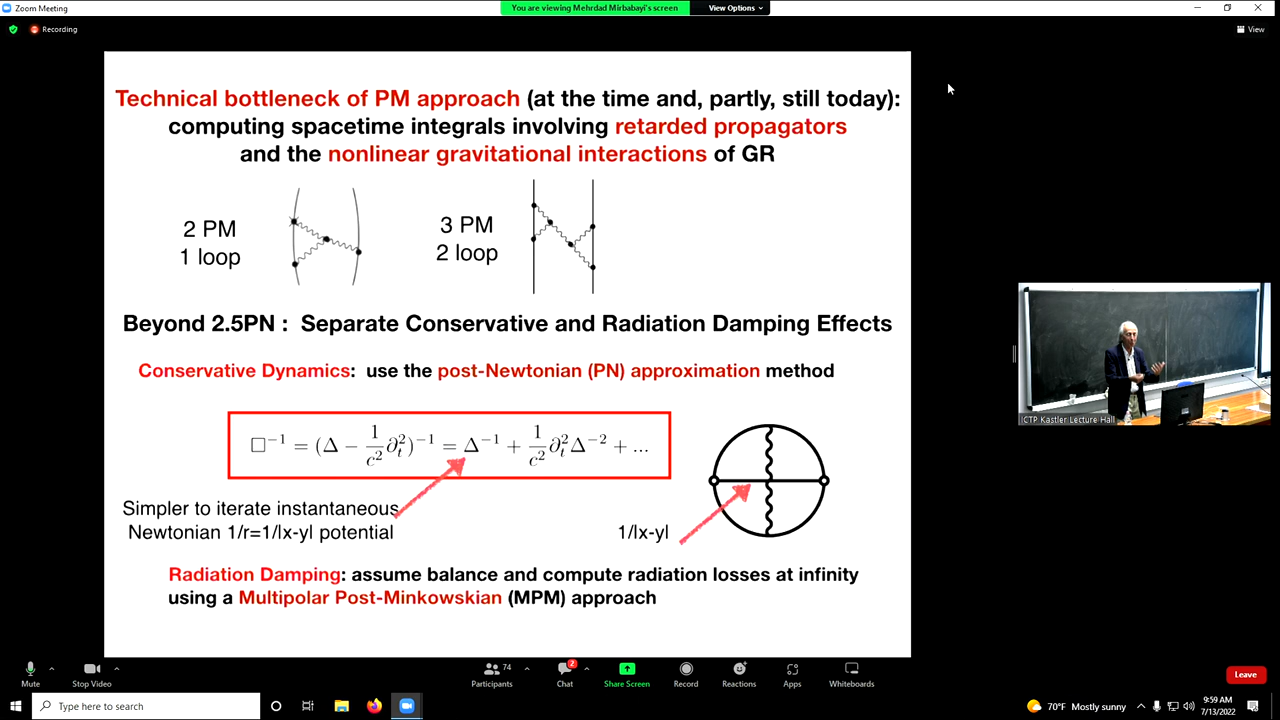 Zoom Meeting
You are viewing Mehrdad Mirbabayi's screen
View Options
Recording
View
Technical bottleneck of PM approach (at the time and, partly, still today):
computing spacetime integrals involving retarded propagators
and the nonlinear gravitational interactions of GR
2 PM
1 loop
3 PM
2 loop
Beyond 2.5PN : Separate Conservative and Radiation Damping Effects
Conservative Dynamics: use the post-Newtonian (PN) approximation method
□⁻¹ = (Δ − 1/c² ∂ₜ²)⁻¹ = Δ⁻¹ + 1/c² ∂ₜ² Δ⁻² + ...
Simpler to iterate instantaneous
Newtonian 1/r=1/lx-yl potential
1/lx-yl
Radiation Damping: assume balance and compute radiation losses at infinity
using a Multipolar Post-Minkowskian (MPM) approach
ICTP Kastler Lecture Hall
Mute
Stop Video
74
Participants
2
Chat
Share Screen
Record
Reactions
Apps
Whiteboards
Leave
Type here to search
70°F Mostly sunny
9:59 AM
7/13/2022